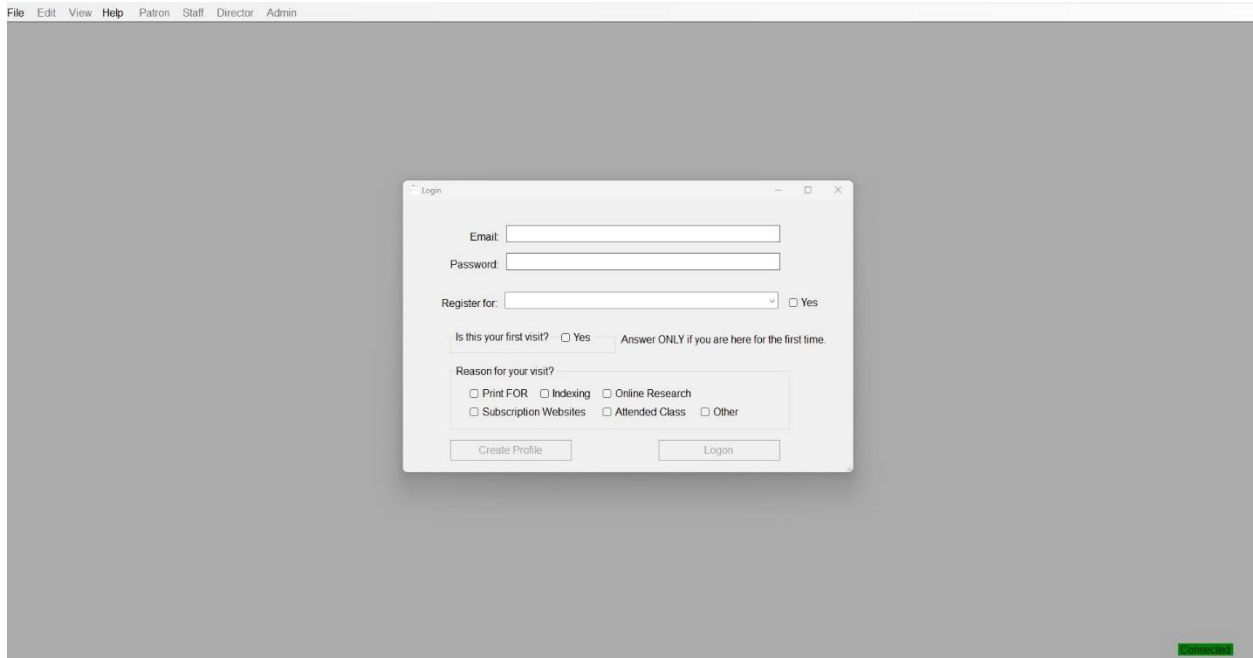 File Edit View Help Patron Staff Director Admin
Login
Email:
Password:
Register for: Yes
Is this your first visit? Yes Answer ONLY if you are here for the first time.
Reason for your visit?
Print FOR Indexing Online Research
Subscription Websites Attended Class Other
Create Profile Logon
Connected